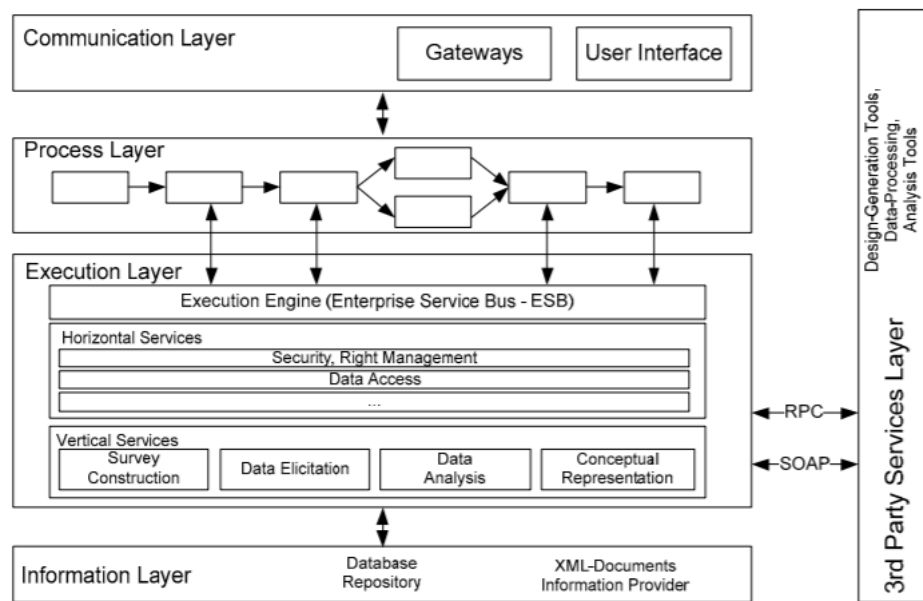 Communication Layer
Gateways
User Interface
Process Layer
Execution Layer
Execution Engine (Enterprise Service Bus - ESB)
Horizontal Services
Security, Right Management
Data Access
...
Vertical Services
Survey
Construction
Data Elicitation
Data
Analysis
Conceptual
Representation
Information Layer
Database
Repository
XML-Documents
Information Provider
RPC
SOAP
3rd Party Services Layer
Design-Generation Tools,
Data-Processing,
Analysis Tools